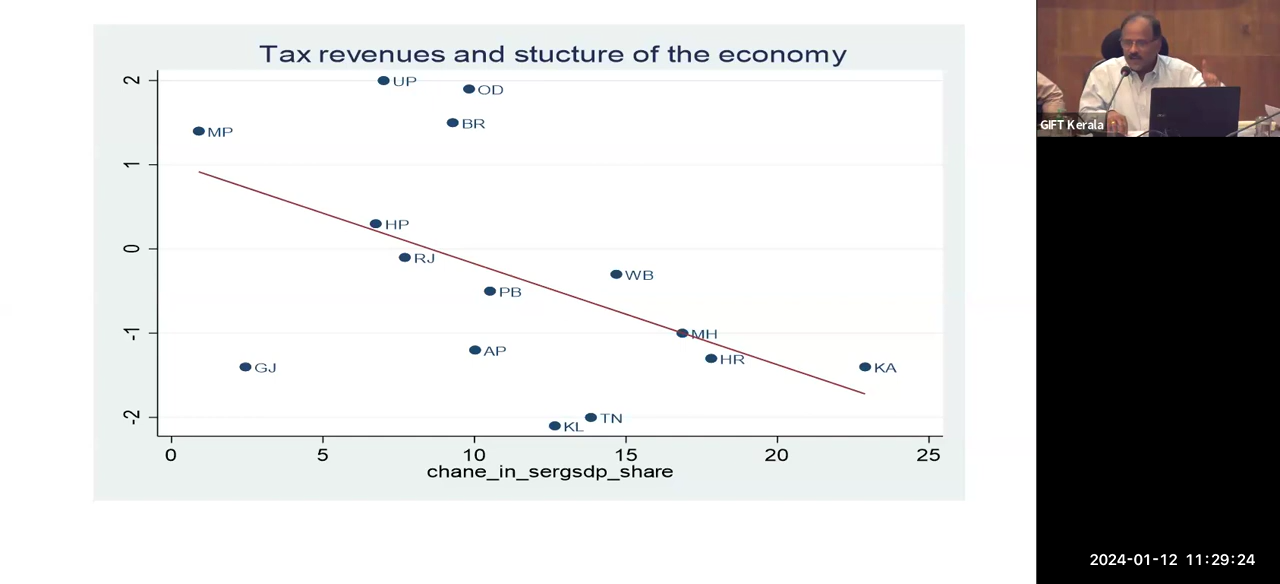 Tax revenues and stucture of the economy
2
1
0
-1
-2
UP
OD
BR
MP
HP
RJ
WB
PB
MH
AP
HR
GJ
KA
TN
KL
0 5 10 15 20 25
chane_in_sergsdp_share
GIFT Kerala
2024-01-12 11:29:24